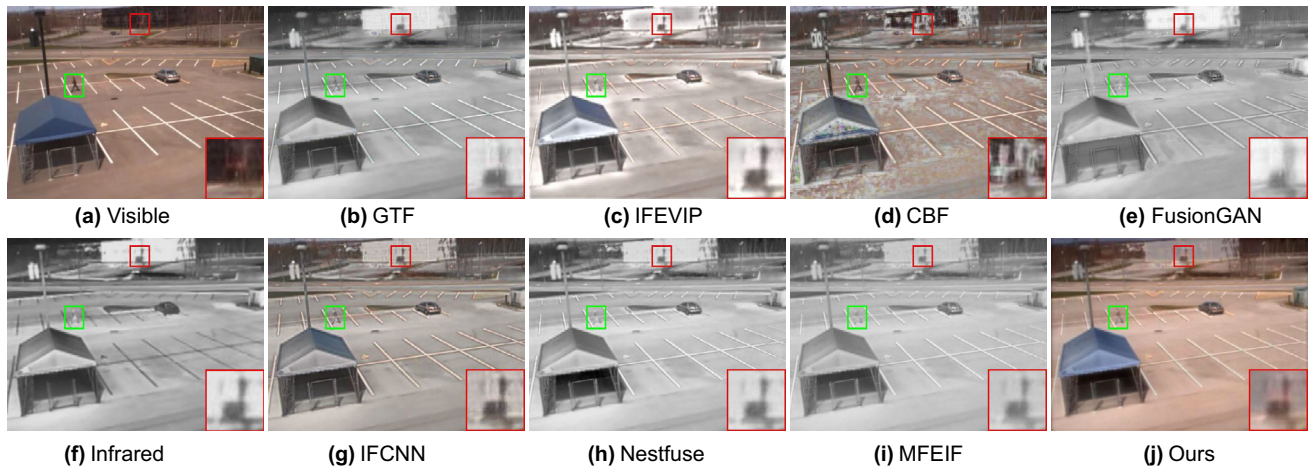 (a) Visible
(b) GTF
(c) IFEVIP
(d) CBF
(e) FusionGAN
(f) Infrared
(g) IFCNN
(h) Nestfuse
(i) MFEIF
(j) Ours